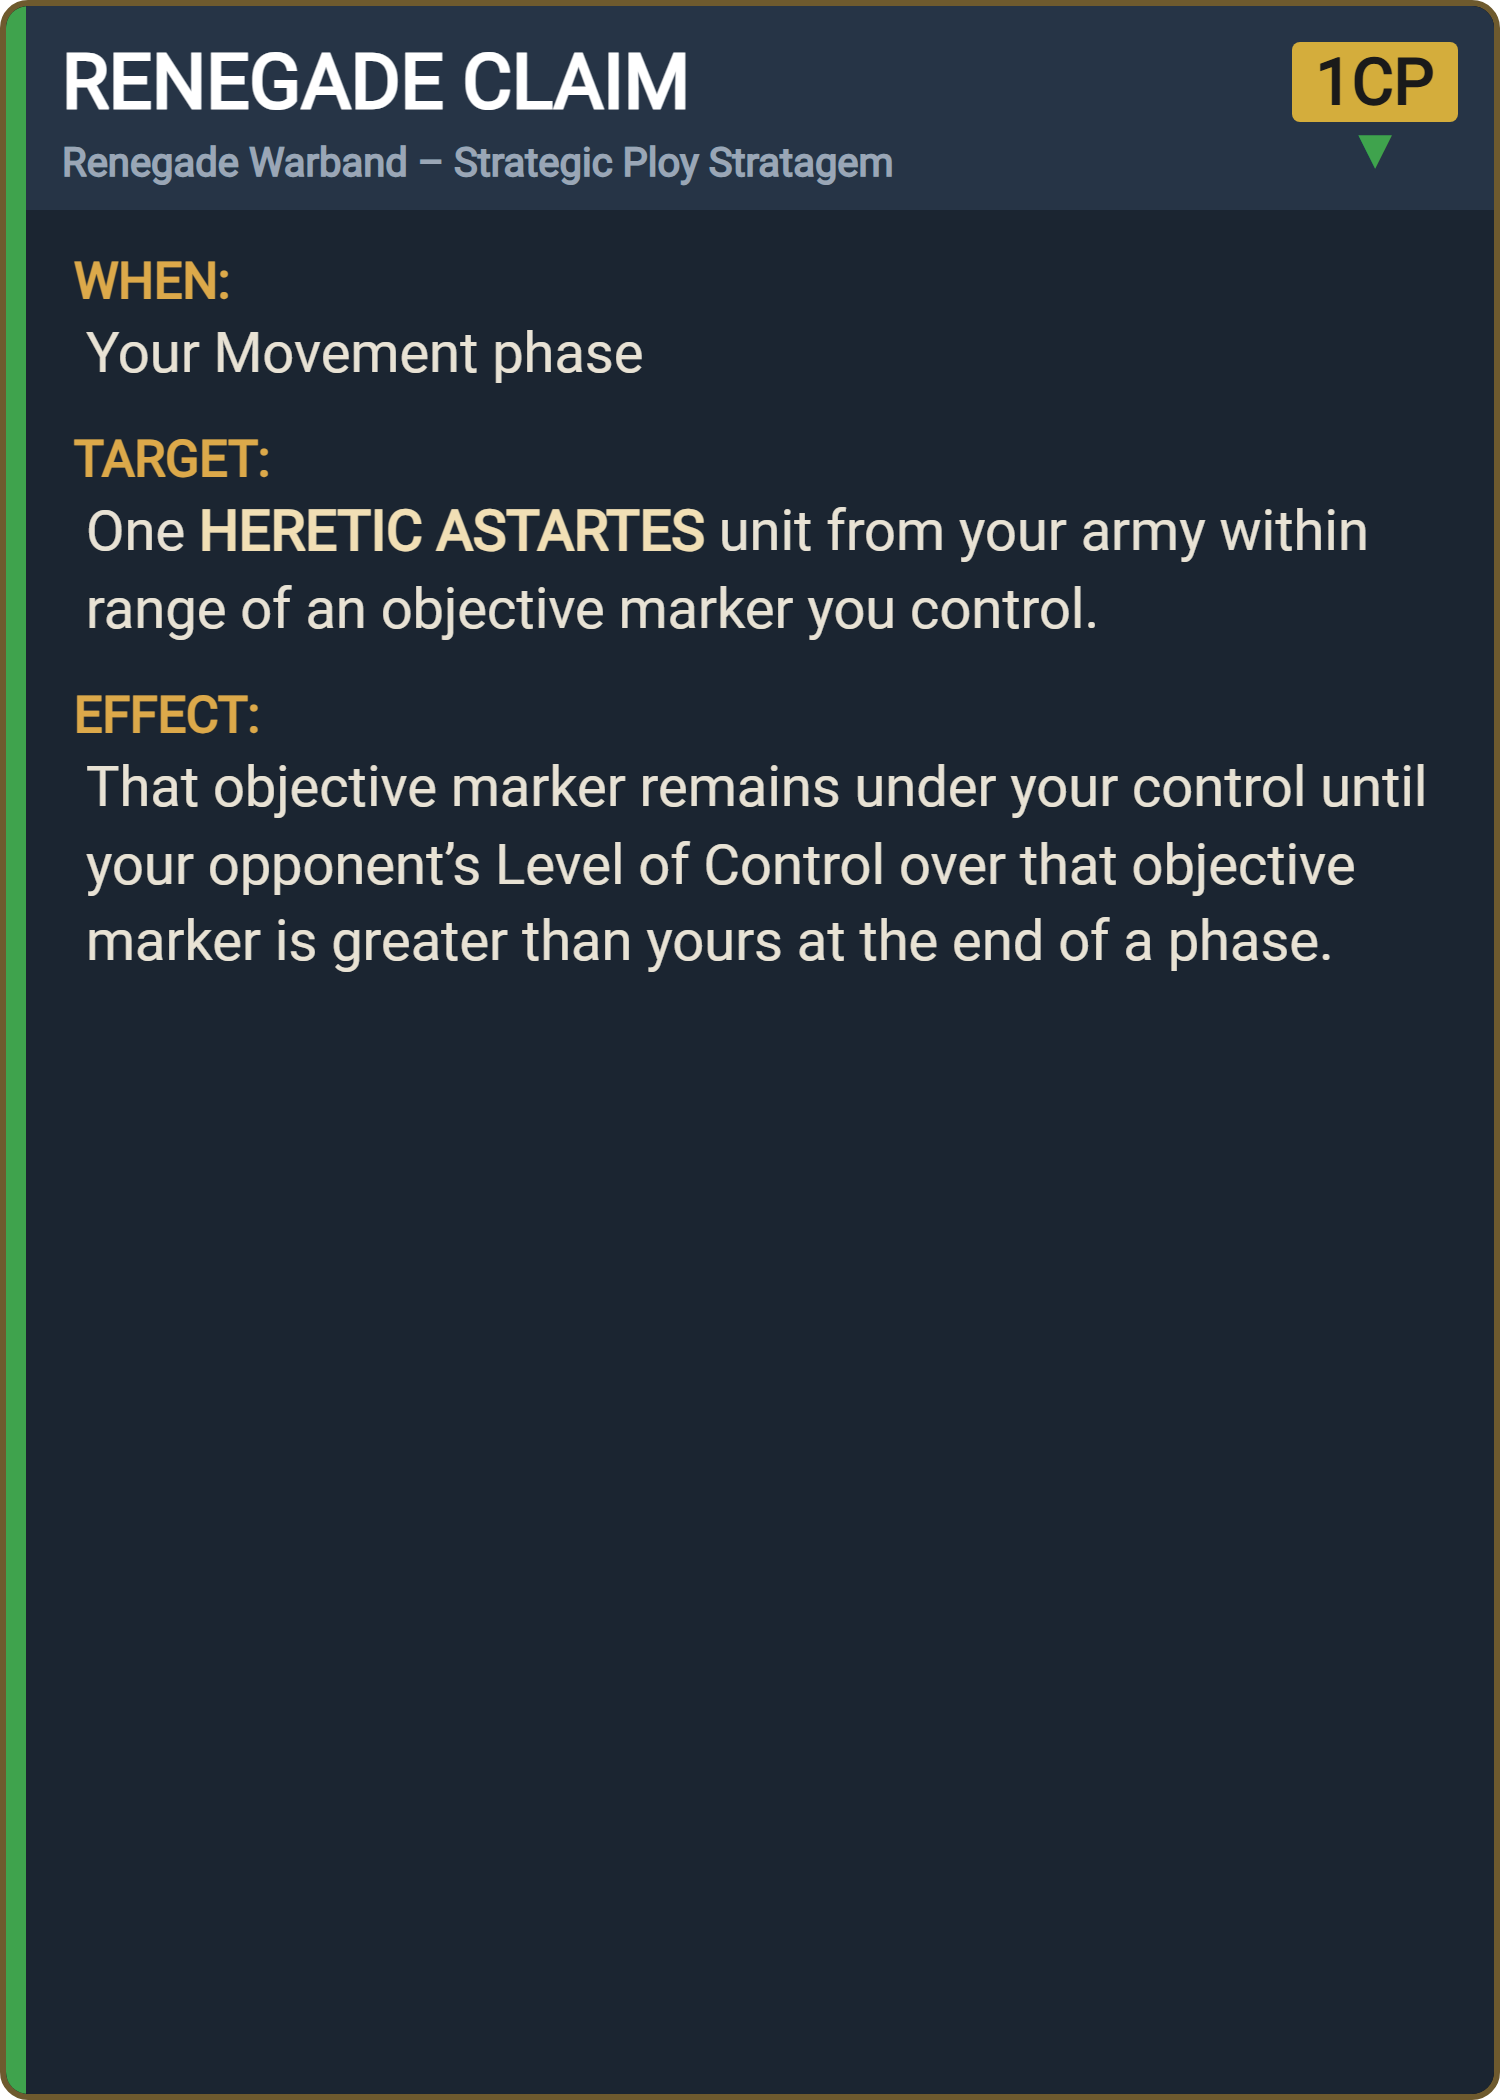 RENEGADE CLAIM
1CP
Renegade Warband – Strategic Ploy Stratagem
WHEN:
Your Movement phase
TARGET:
One HERETIC ASTARTES unit from your army within
range of an objective marker you control.
EFFECT:
That objective marker remains under your control until
your opponent’s Level of Control over that objective
marker is greater than yours at the end of a phase.